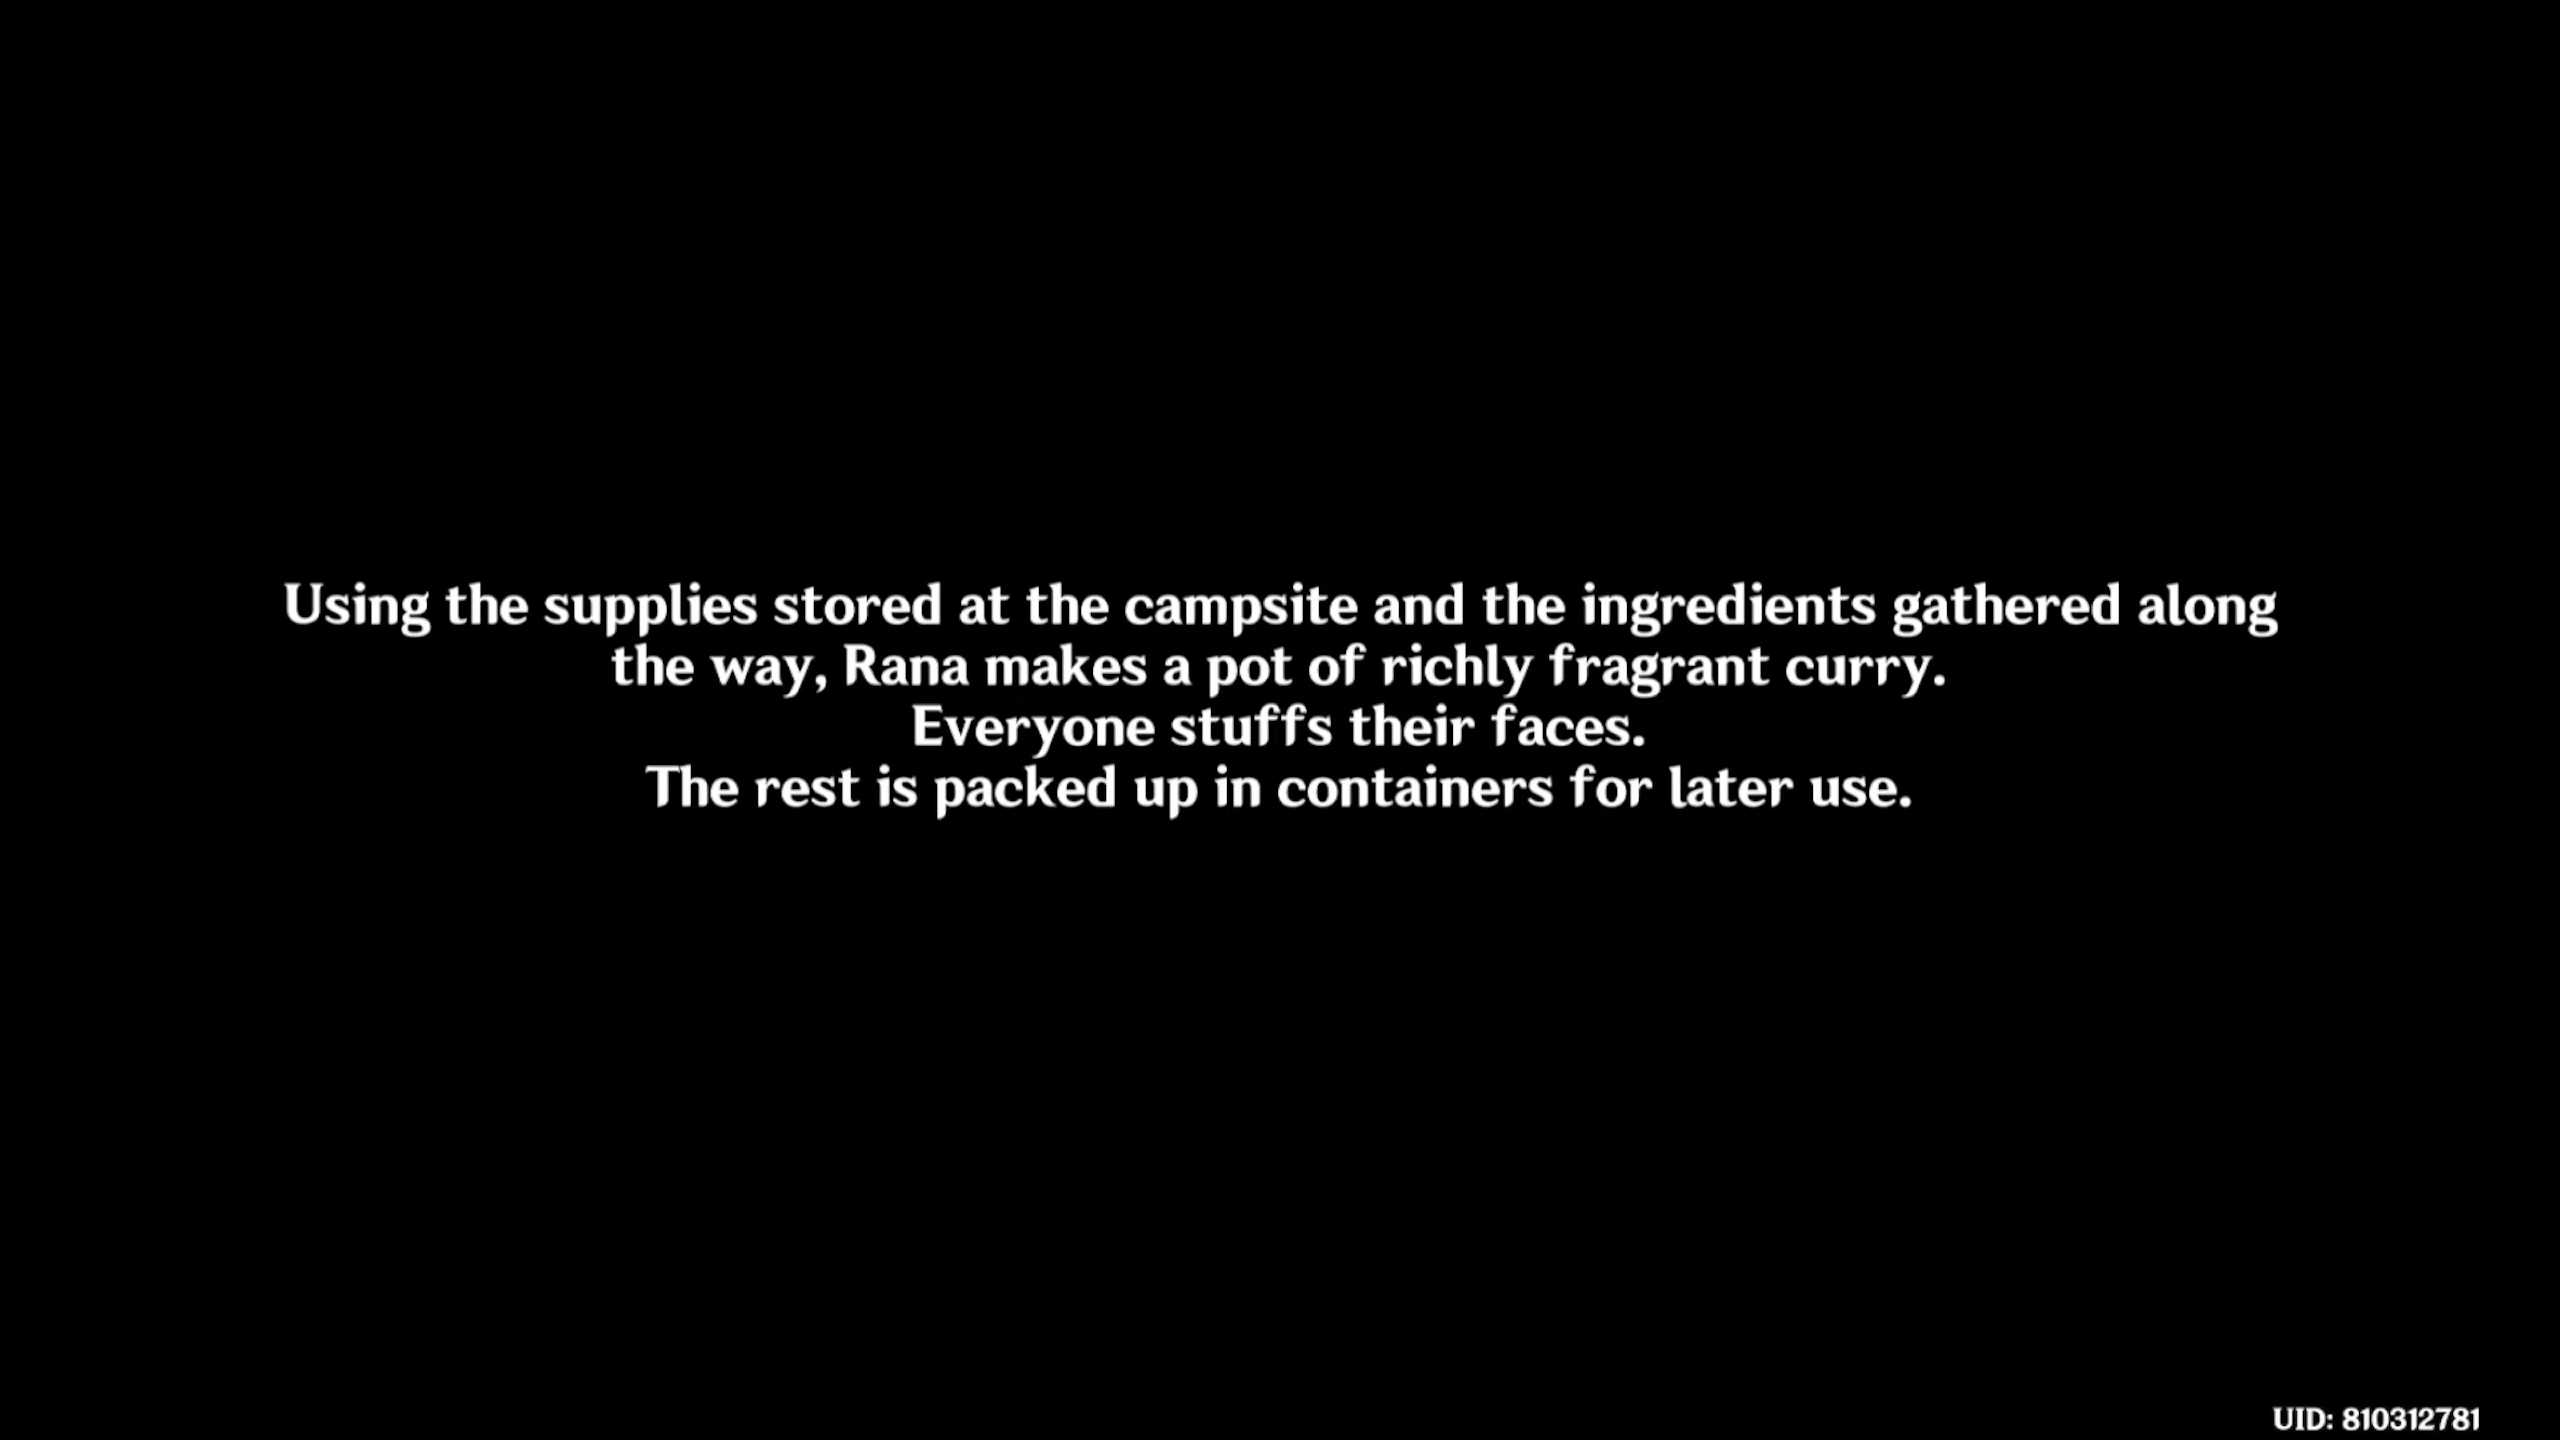 Using the supplies stored at the campsite and the ingredients gathered along
the way, Rana makes a pot of richly fragrant curry.
Everyone stuffs their faces.
The rest is packed up in containers for later use.
UID: 810312781